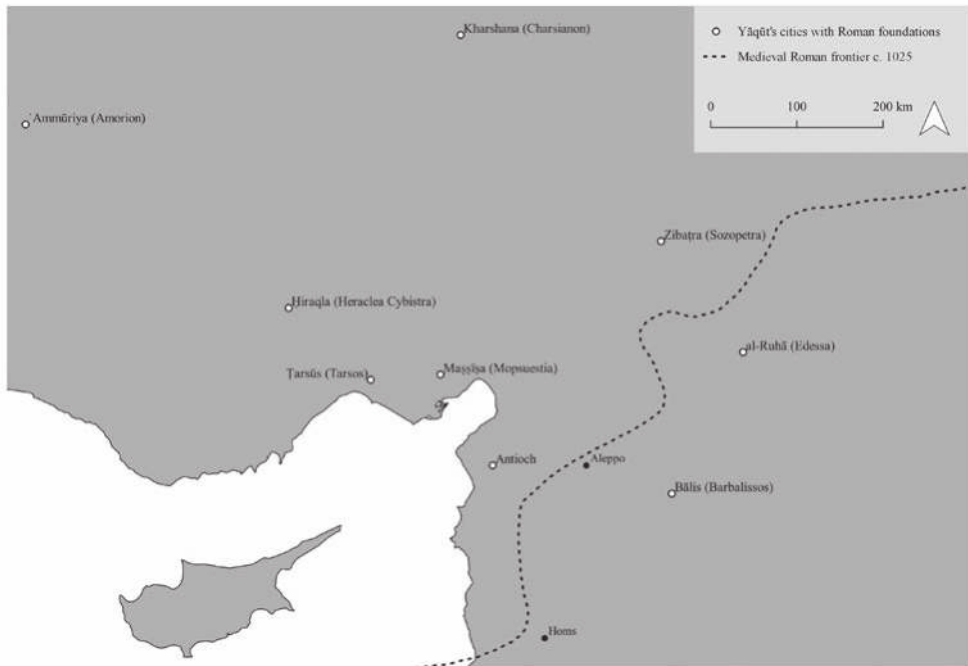 Kharshana (Charsianon)
Yāqūt's cities with Roman foundations
Medieval Roman frontier c. 1025
0 100 200 km
ʿAmmūriya (Amorion)
Zibaṭra (Sozopetra)
Hiraqla (Heraclea Cybistra)
al-Ruhā (Edessa)
Ṭarsūs (Tarsos)
Maṣṣīṣa (Mopsuestia)
Antioch
Aleppo
Bālis (Barbalissos)
Homs